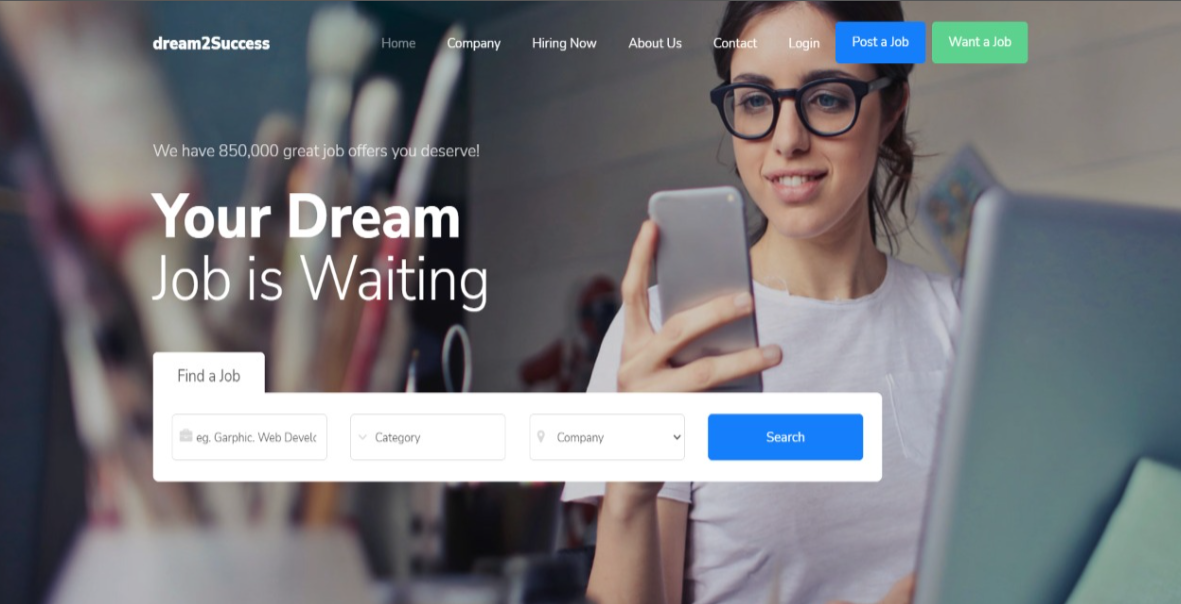 dream2Success
Home
Company
Hiring Now
About Us
Contact
Login
Post a Job
Want a Job
We have 850,000 great job offers you deserve!
Your Dream
Job is Waiting
Find a Job
eg. Garphic. Web Develc
Category
Company
Search